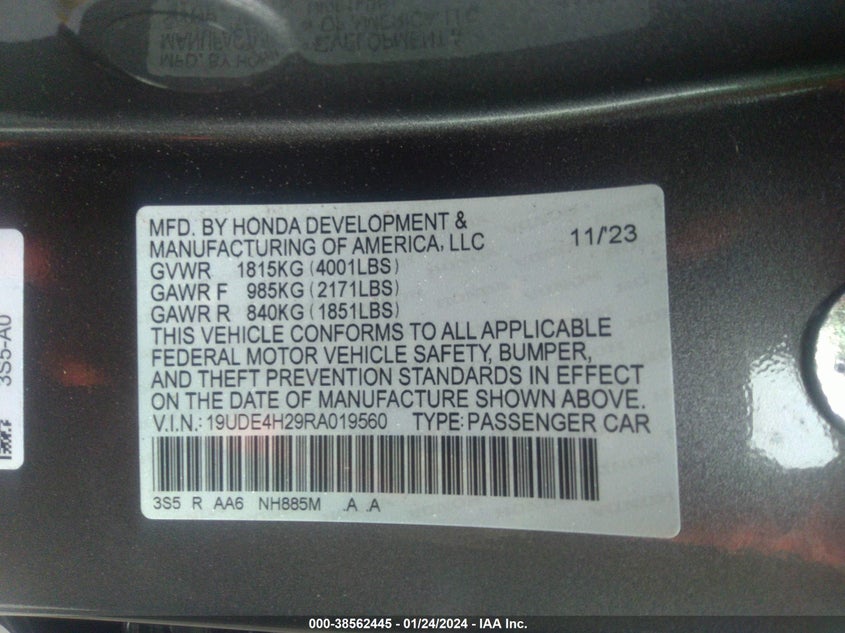 MFD. BY HONDA DEVELOPMENT &
MANUFACTURING OF AMERICA, LLC 11/'23
GVWR 1815KG (4001LBS)
GAWR F 985KG (2171LBS)
GAWR R 840KG (1851LBS)
THIS VEHICLE CONFORMS TO ALL APPLICABLE
FEDERAL MOTOR VEHICLE SAFETY, BUMPER,
AND THEFT PREVENTION STANDARDS IN EFFECT
ON THE DATE OF MANUFACTURE SHOWN ABOVE.
V.I.N.: 19UDE4H29RA019560 TYPE: PASSENGER CAR
3S5 R AA6 NH885M .A .A
3S5-A0
000-38562445 - 01/24/2024 - IAA Inc.